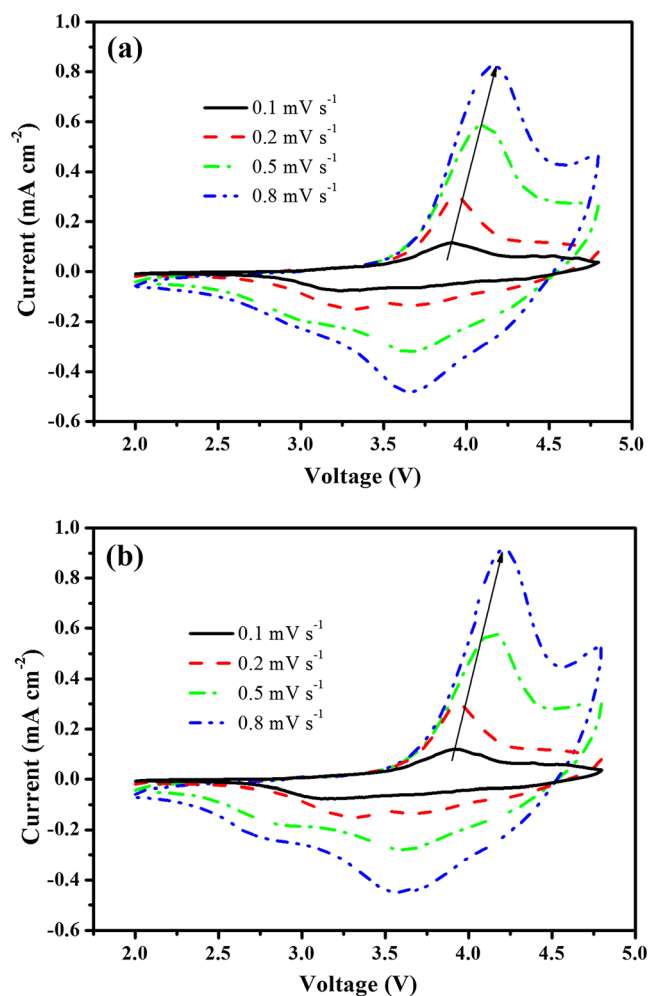 (a)
0.1 mV s⁻¹
0.2 mV s⁻¹
0.5 mV s⁻¹
0.8 mV s⁻¹
Current (mA cm⁻²)
1.0
0.8
0.6
0.4
0.2
0.0
-0.2
-0.4
-0.6
2.0 2.5 3.0 3.5 4.0 4.5 5.0
Voltage (V)
(b)
0.1 mV s⁻¹
0.2 mV s⁻¹
0.5 mV s⁻¹
0.8 mV s⁻¹
Current (mA cm⁻²)
1.0
0.8
0.6
0.4
0.2
0.0
-0.2
-0.4
-0.6
2.0 2.5 3.0 3.5 4.0 4.5 5.0
Voltage (V)